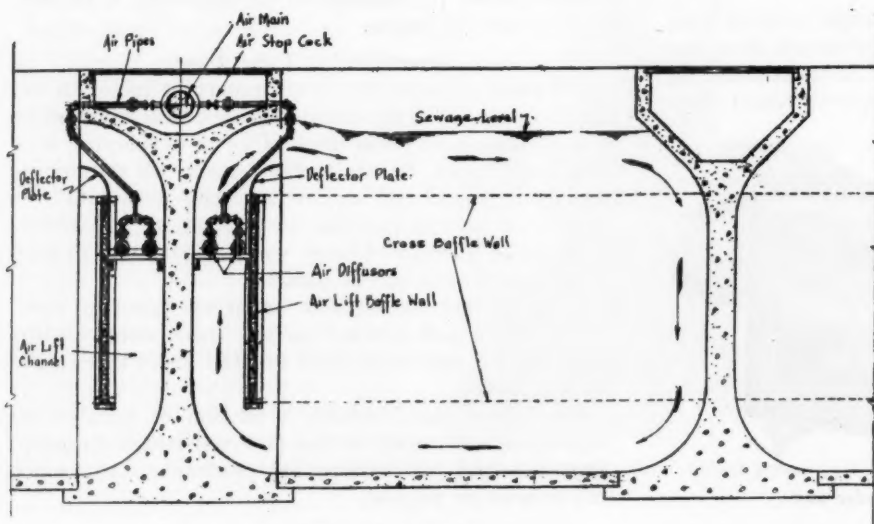 Air Main
Air Pipes
Air Stop Cock
Sewage Level
Deflector
Plate
Deflector Plate
Cross Baffle Wall
Air Diffusors
Air Lift Baffle Wall
Air Lift
Channel